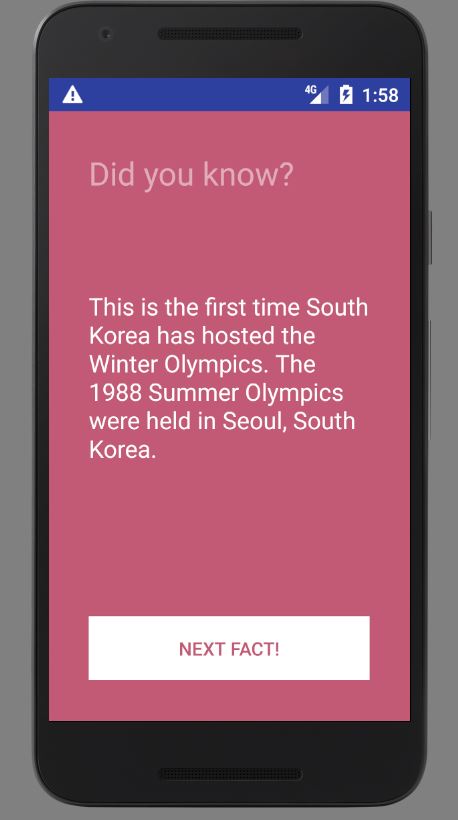 4G 1:58
Did you know?
This is the first time South
Korea has hosted the
Winter Olympics. The
1988 Summer Olympics
were held in Seoul, South
Korea.
NEXT FACT!